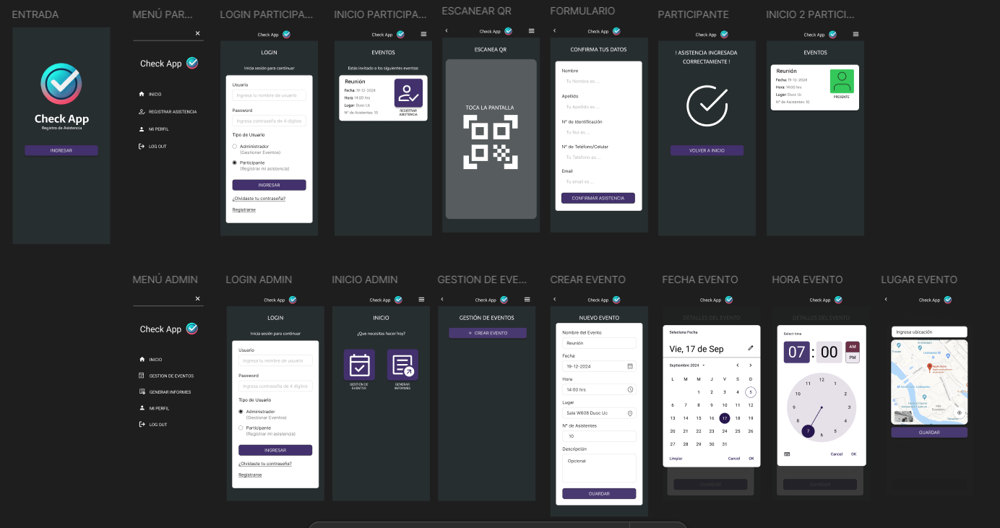 ENTRADA
Check App
Registro de Asistencia
INGRESAR
MENÚ PAR...
Check App
INICIO
REGISTRAR ASISTENCIA
MI PERFIL
LOG OUT
LOGIN PARTICIPA...
Check App
LOGIN
Inicia sesión para continuar
Usuario
Ingresa tu nombre de usuario
Password
Ingresa contraseña de 4 digitos
Tipo de Usuario
Administrador
(Gestionar Eventos)
Participante
(Registrar mi asistencia)
INGRESAR
¿Olvidaste tu contraseña?
Registrarse
INICIO PARTICIPA...
Check App
EVENTOS
Estás invitado a los siguientes eventos:
Reunión
Fecha: 19-12-2024
Hora: 14:00 hrs
Lugar: Duoc Uc
N° de Asistentes: 10
REGISTRAR
ASISTENCIA
ESCANEAR QR
Check App
ESCANEA QR
TOCA LA PANTALLA
FORMULARIO
Check App
CONFIRMA TUS DATOS
Nombre
Tu Nombre es ...
Apellido
Tu Apellido es ...
N° de Identificación
Tu Rut es ...
N° de Teléfono/Celular
Tu Telefono es ...
Email
Tu email es ...
CONFIRMAR ASISTENCIA
PARTICIPANTE
Check App
! ASISTENCIA INGRESADA
CORRECTAMENTE !
VOLVER A INICIO
INICIO 2 PARTICI...
Check App
EVENTOS
Reunión
Fecha: 19-12-2024
Hora: 14:00 hrs
Lugar: Duoc Uc
N° de Asistentes: 10
PRESENTE
MENÚ ADMIN
Check App
INICIO
GESTION DE EVENTOS
GENERAR INFORMES
MI PERFIL
LOG OUT
LOGIN ADMIN
Check App
LOGIN
Inicia sesión para continuar
Usuario
Ingresa tu nombre de usuario
Password
Ingresa contraseña de 4 digitos
Tipo de Usuario
Administrador
(Gestionar Eventos)
Participante
(Registrar mi asistencia)
INGRESAR
¿Olvidaste tu contraseña?
Registrarse
INICIO ADMIN
Check App
INICIO
¿Que necesitas hacer hoy?
GESTIÓN DE
EVENTOS
GENERAR
INFORMES
GESTION DE EVE...
Check App
GESTIÓN DE EVENTOS
+ CREAR EVENTO
CREAR EVENTO
Check App
NUEVO EVENTO
Nombre del Evento
Reunión
Fecha
19-12-2024
Hora
14:00 hrs
Lugar
Sala W608 Duoc Uc
N° de Asistentes
10
Descripción
Opcional
GUARDAR
FECHA EVENTO
Check App
DETALLES DEL EVENTO
Selecciona Fecha
Vie, 17 de Sep
Septiembre 2024
L M M J V S D
1 2 3 4 5
6 7 8 9 10 11 12
13 14 15 16 17 18 19
20 21 22 23 24 25 26
27 28 29 30 31
Limpiar Cancel OK
GUARDAR
HORA EVENTO
Check App
DETALLES DEL EVENTO
Select time
07 : 00
AM
PM
12
11 1
10 2
9 3
8 4
7 5
6
Cancel OK
GUARDAR
LUGAR EVENTO
Check App
Ingresa ubicación
GUARDAR